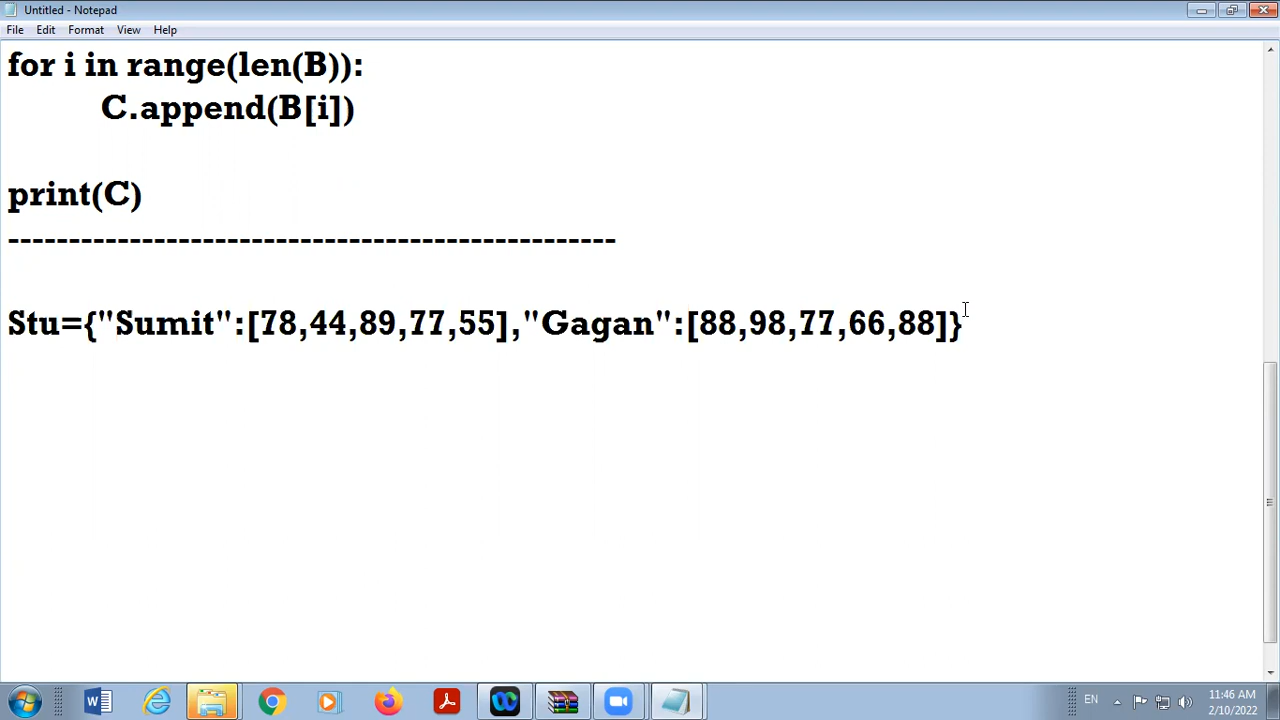 Untitled - Notepad
File Edit Format View Help
for i in range(len(B)):
C.append(B[i])
print(C)
--------------------------------------------------
Stu={"Sumit":[78,44,89,77,55],"Gagan":[88,98,77,66,88]}
EN
11:46 AM
2/10/2022